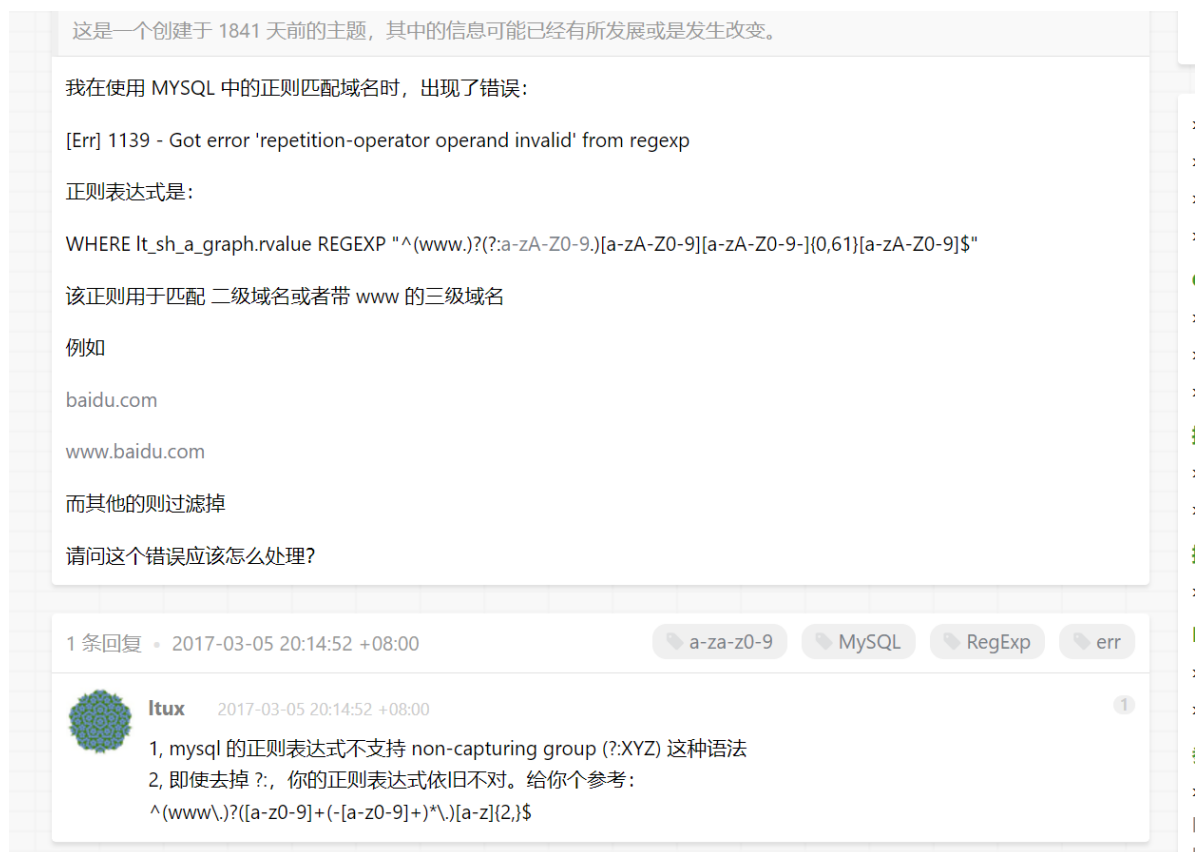 这是一个创建于 1841 天前的主题，其中的信息可能已经有所发展或是发生改变。
我在使用 MYSQL 中的正则匹配域名时，出现了错误：
[Err] 1139 - Got error 'repetition-operator operand invalid' from regexp
正则表达式是：
WHERE lt_sh_a_graph.rvalue REGEXP "^(www.)?(?:a-zA-Z0-9.)[a-zA-Z0-9][a-zA-Z0-9-]{0,61}[a-zA-Z0-9]$"
该正则用于匹配 二级域名或者带 www 的三级域名
例如
baidu.com
www.baidu.com
而其他的则过滤掉
请问这个错误应该怎么处理？
1 条回复 • 2017-03-05 20:14:52 +08:00
a-za-z0-9 MySQL RegExp err
ltux 2017-03-05 20:14:52 +08:00 1
1, mysql 的正则表达式不支持 non-capturing group (?:XYZ) 这种语法
2, 即使去掉 ?:，你的正则表达式依旧不对。给你个参考：
^(www\.)?([a-z0-9]+(-[a-z0-9]+)*\.)[a-z]{2,}$